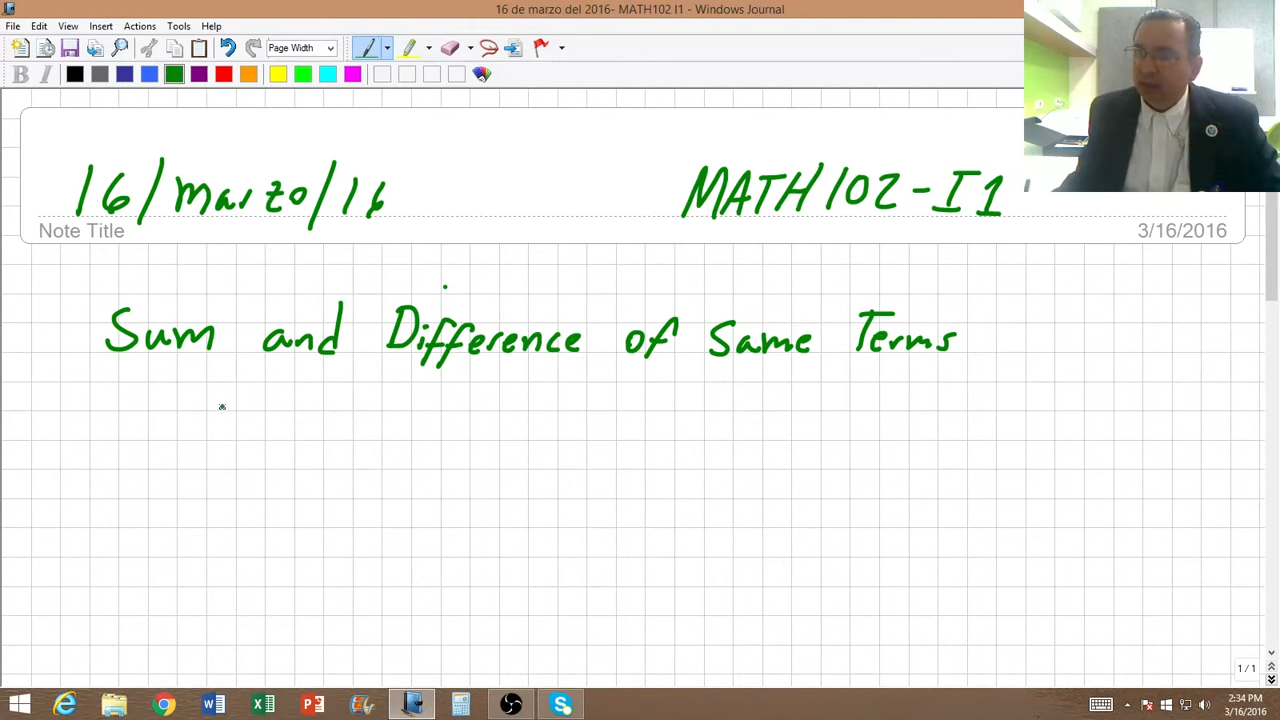 16 de marzo del 2016- MATH102 I1 - Windows Journal
File Edit View Insert Actions Tools Help
Page Width
B I
16/marzo/16 MATH102-I1
Note Title 3/16/2016
Sum and Difference of Same Terms
1 / 1
2:34 PM
3/16/2016